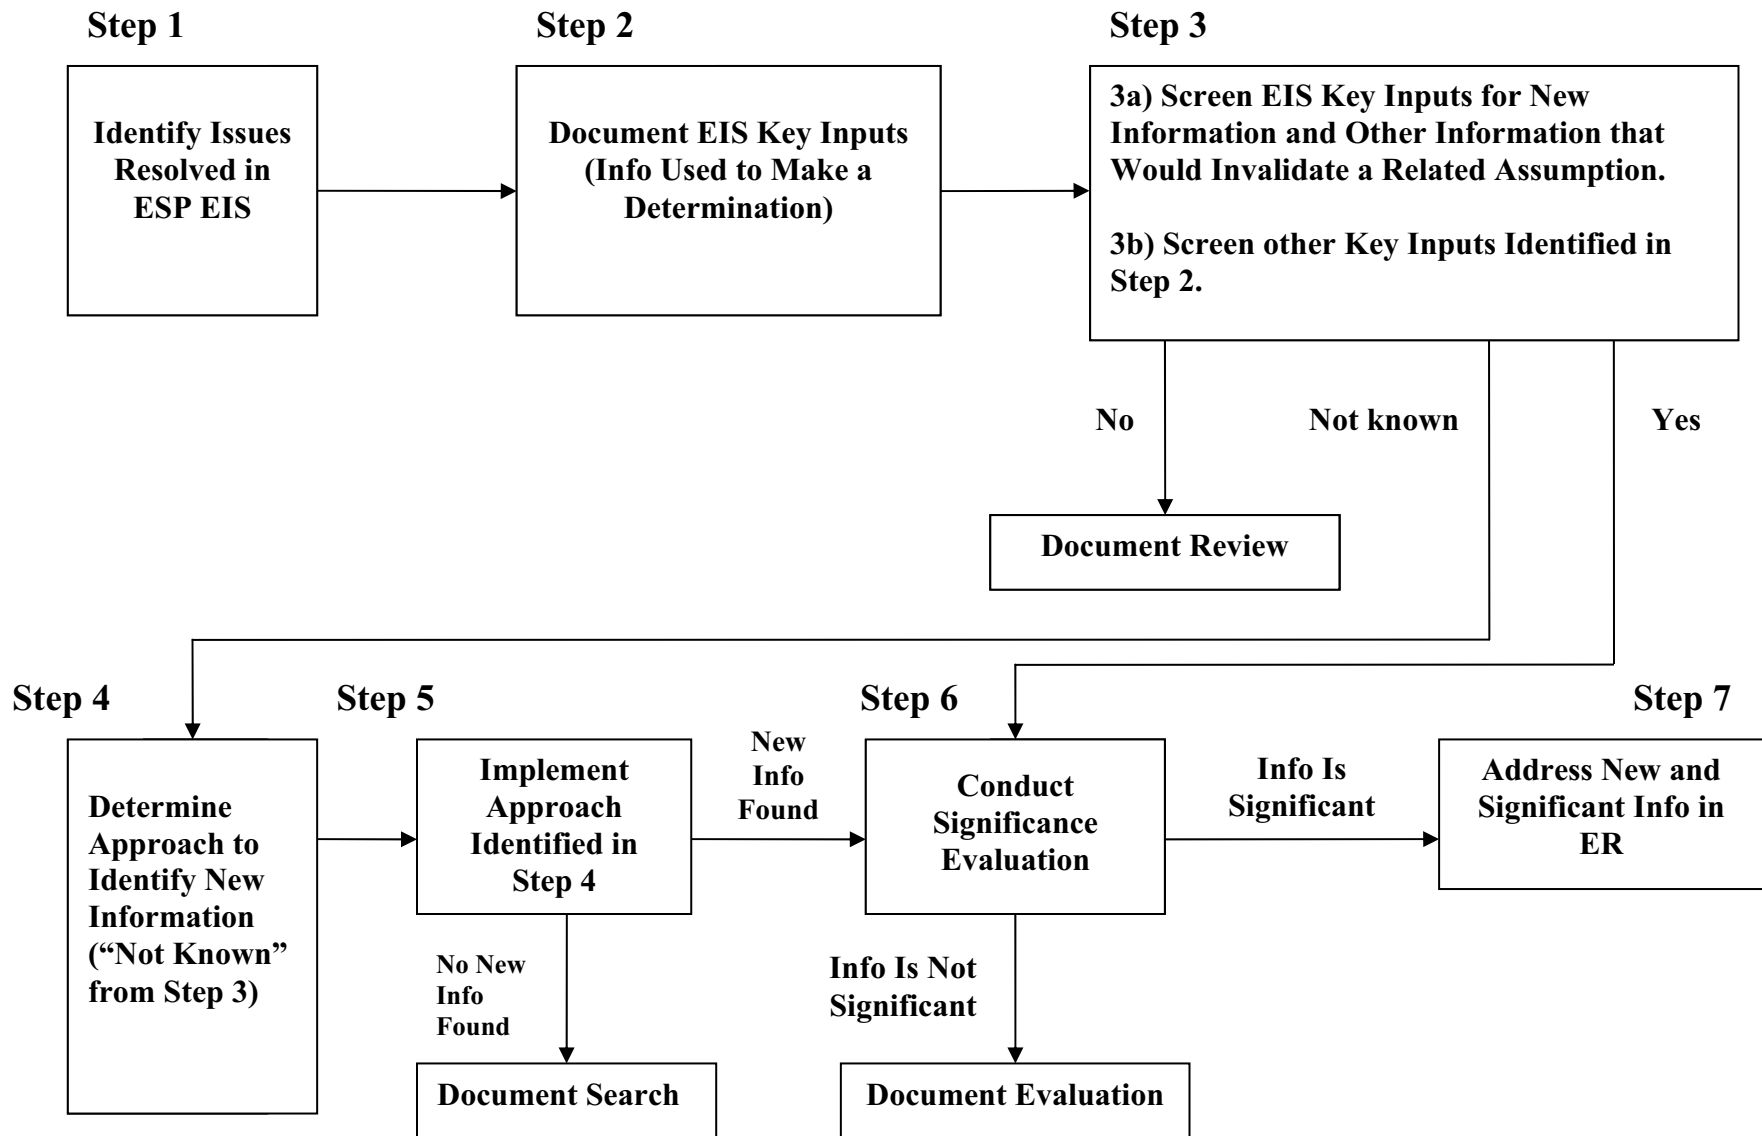 Step 1
Step 2
Step 3
Identify Issues
Resolved in
ESP EIS
Document EIS Key Inputs
(Info Used to Make a
Determination)
3a) Screen EIS Key Inputs for New
Information and Other Information that
Would Invalidate a Related Assumption.
3b) Screen other Key Inputs Identified in
Step 2.
No
Not known
Yes
Document Review
Step 4
Step 5
Step 6
Step 7
Determine
Approach to
Identify New
Information
(“Not Known”
from Step 3)
Implement
Approach
Identified in
Step 4
New
Info
Found
Conduct
Significance
Evaluation
Info Is
Significant
Address New and
Significant Info in
ER
No New
Info
Found
Info Is Not
Significant
Document Search
Document Evaluation